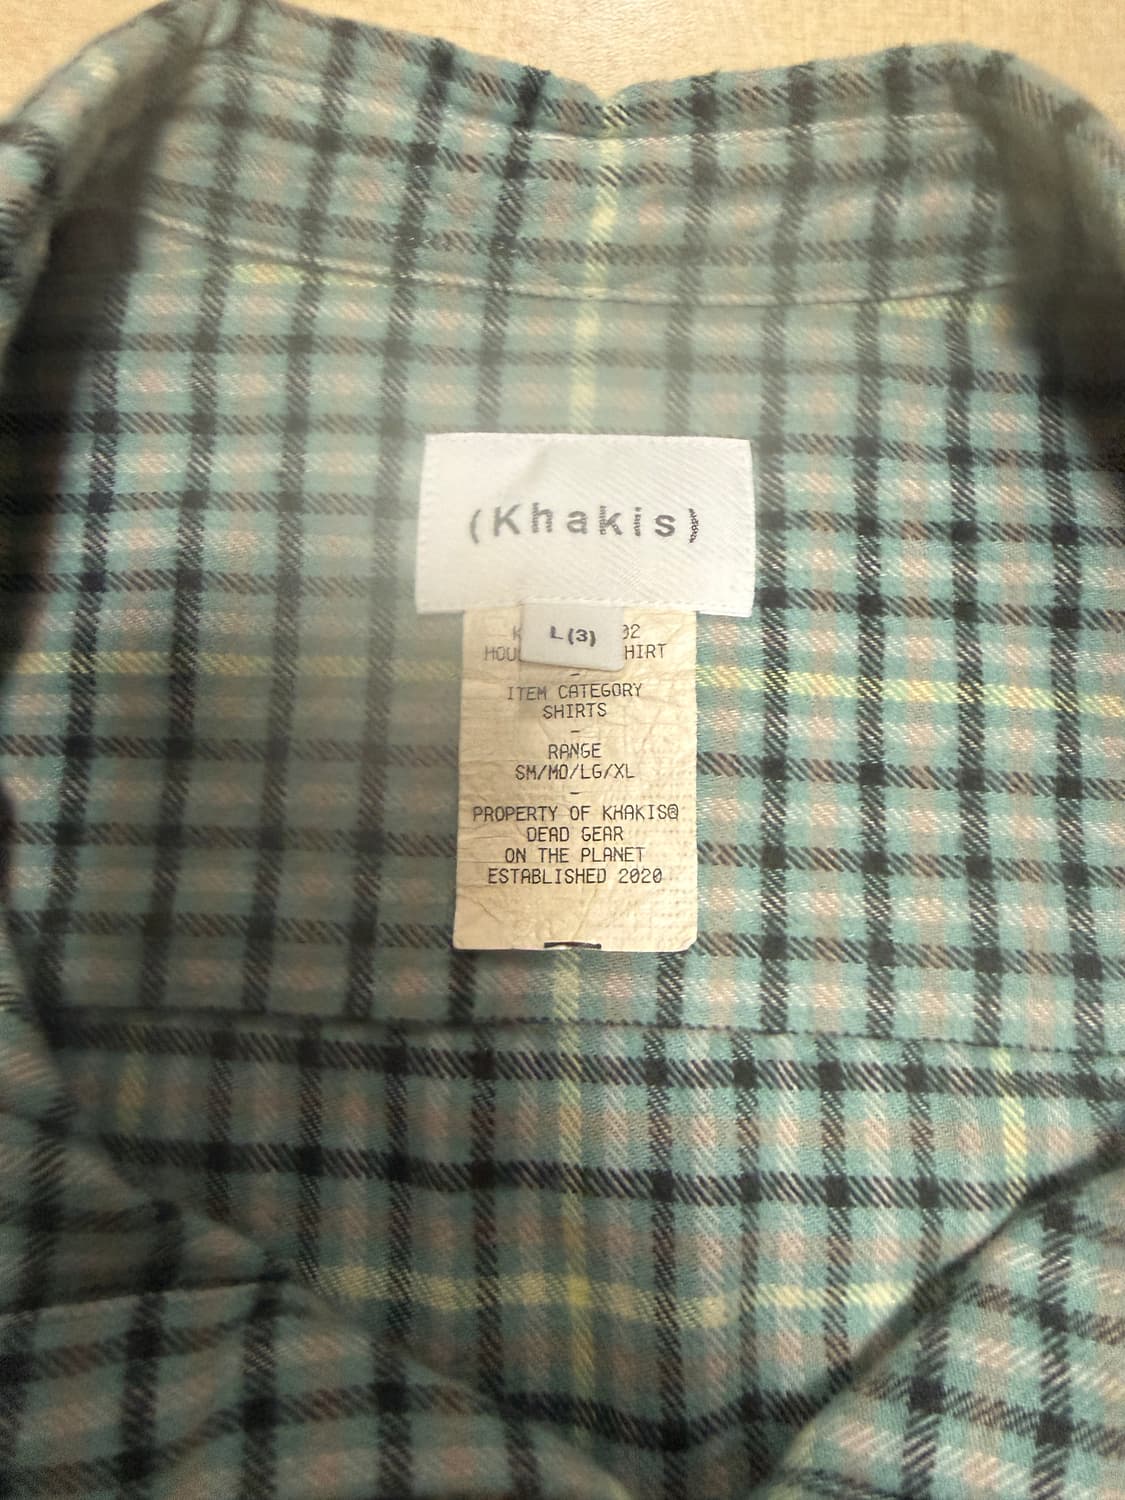 (Khakis)
L(3)
ITEM CATEGORY
SHIRTS
-
RANGE
SM/MD/LG/XL
-
PROPERTY OF KHAKIS@
DEAD GEAR
ON THE PLANET
ESTABLISHED 2020